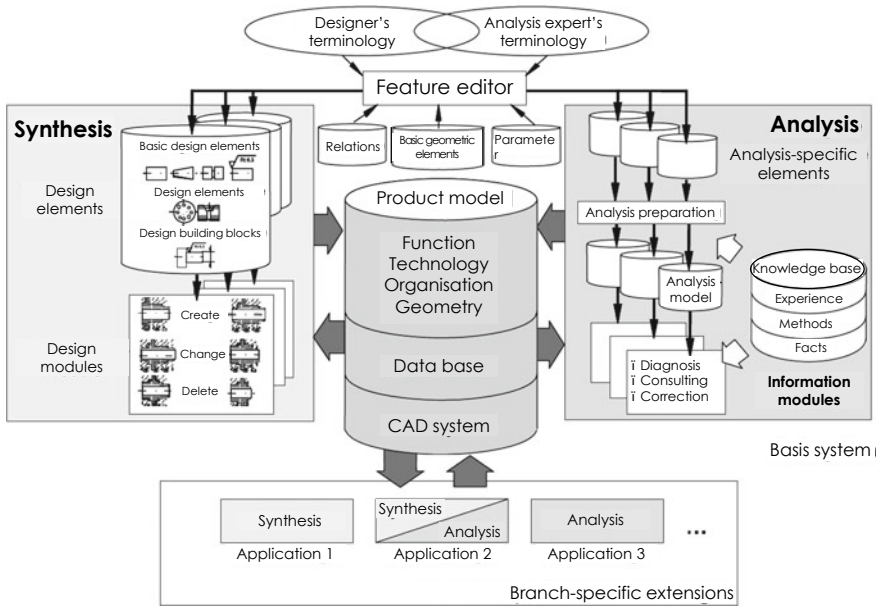 Designer's
terminology
Analysis expert's
terminology
Feature editor
Synthesis
Basic design elements
Design
elements
Design elements
Design building blocks
Create
Design
modules
Change
Delete
Relations
Basic geometric
elements
Paramete
r
Product model
Function
Technology
Organisation
Geometry
Data base
CAD system
Analysis
Analysis-specific
elements
Analysis preparation
Analysis
model
Knowledge base
Experience
Methods
Facts
Information
modules
ï Diagnosis
ï Consulting
ï Correction
Basis system
Synthesis
Synthesis
Analysis
Analysis
...
Application 1
Application 2
Application 3
Branch-specific extensions